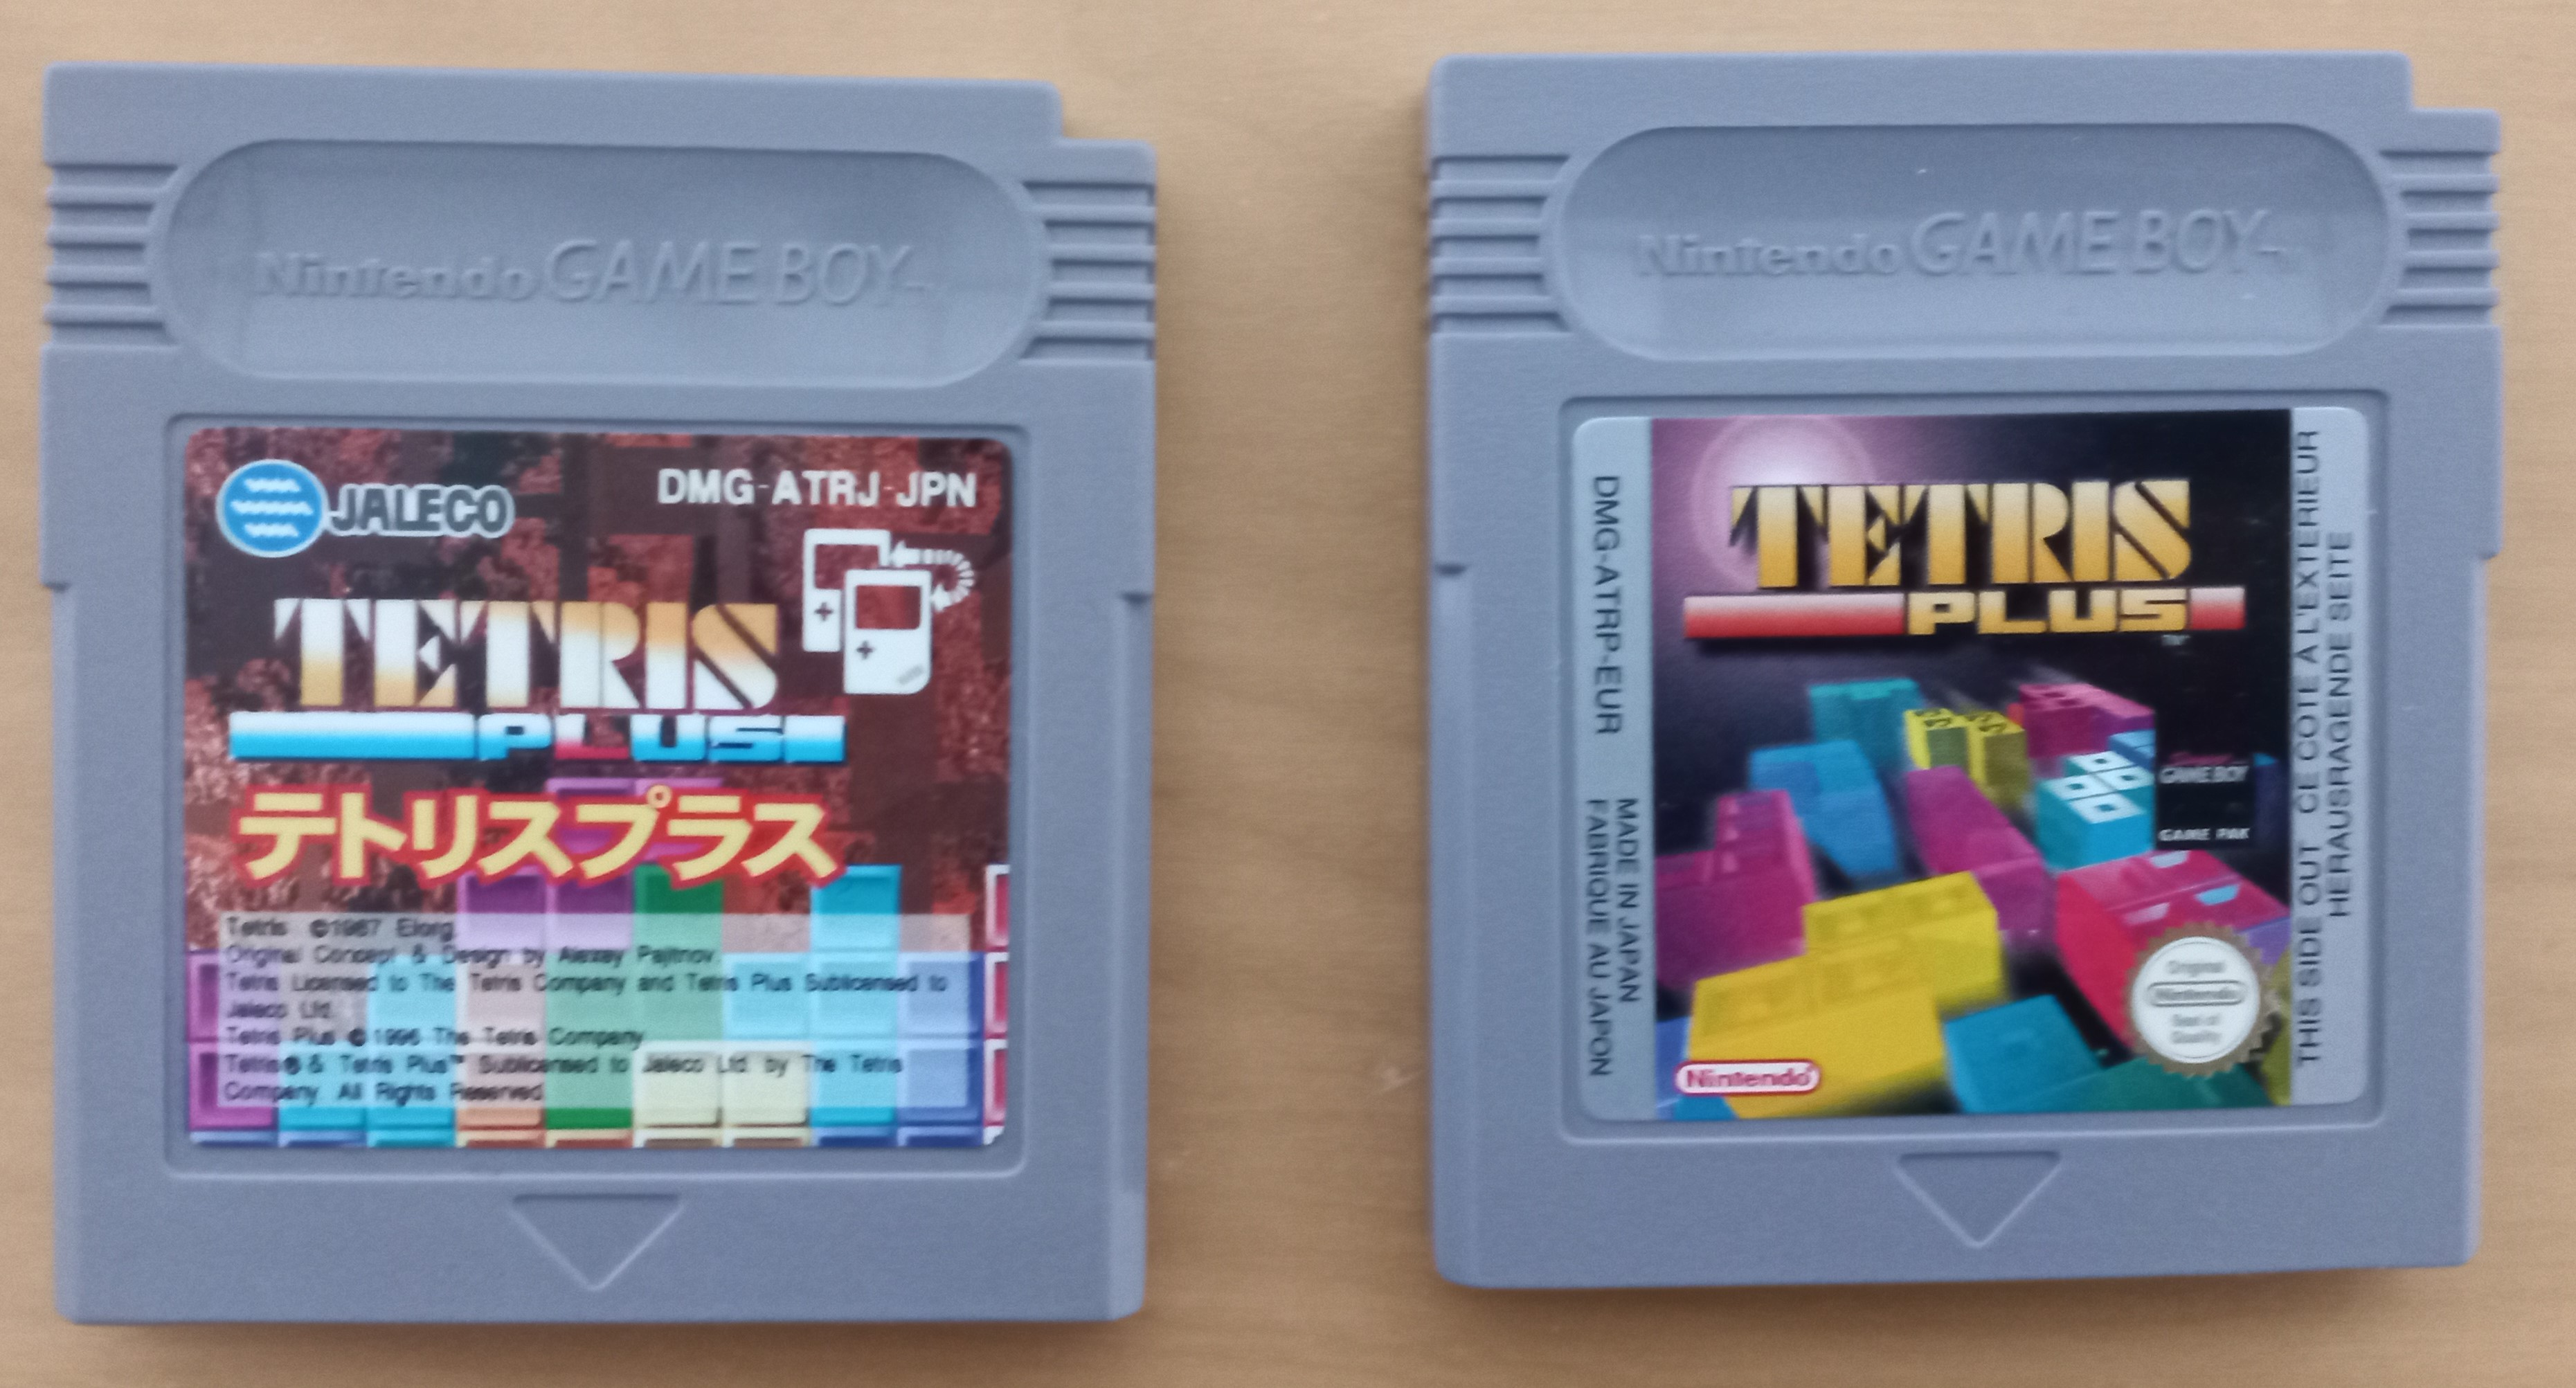 Nintendo GAME BOY™
JALECO
DMG-ATRJ-JPN
TETRIS
PLUS
テトリスプラス
Tetris ©1987 Elorg.
Original Concept & Design by Alexey Pajitnov.
Tetris Licensed to The Tetris Company and Tetris Plus Sublicensed to
Jaleco Ltd.
Tetris Plus ©1996 The Tetris Company.
Tetris® & Tetris Plus™ Sublicensed to Jaleco Ltd. by The Tetris
Company. All Rights Reserved.
Nintendo GAME BOY™
DMG-ATRP-EUR
MADE IN JAPAN
FABRIQUE AU JAPON
TETRIS
PLUS
™
GAME BOY
GAME PAK
Original
Nintendo
Seal of
Quality
Nintendo
THIS SIDE OUT CE COTE A L'EXTERIEUR
HERAUSRAGENDE SEITE